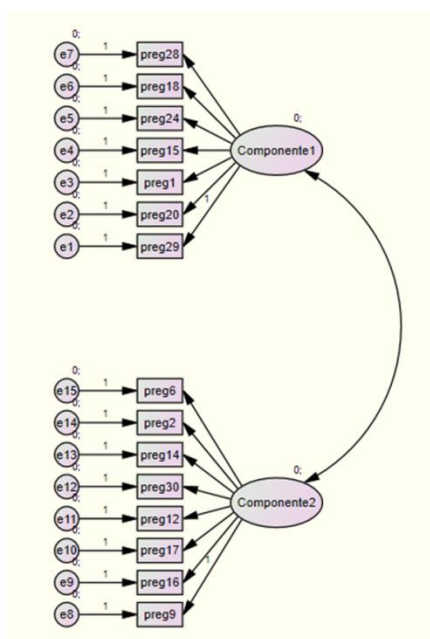 0;
e7 1 preg28
0;
e6 1 preg18
0;
e5 1 preg24
0;
0;
e4 1 preg15
Componente1
0;
e3 1 preg1
0;
e2 1 preg20
1
0;
e1 1 preg29
0;
e15 1 preg6
0;
e14 1 preg2
0;
e13 1 preg14
0;
0;
e12 1 preg30
Componente2
0;
e11 1 preg12
0;
e10 1 preg17
0;
e9 1 preg16
1
0;
e8 1 preg9